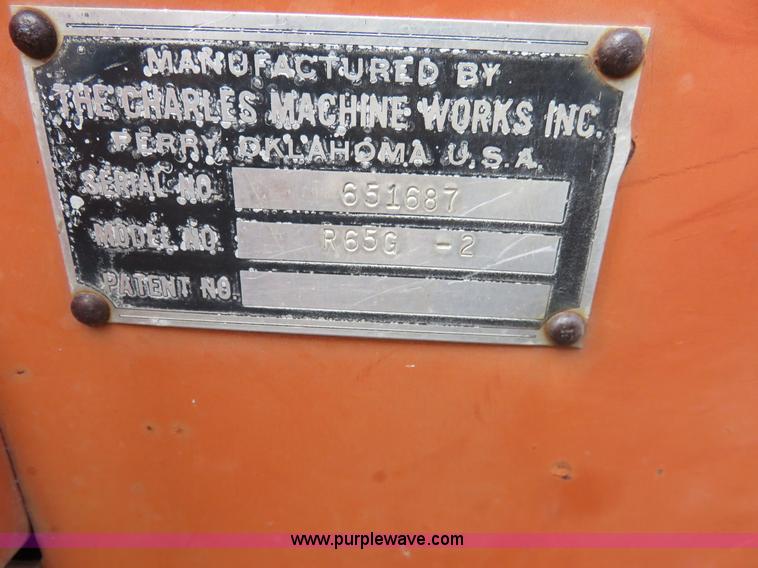 MANUFACTURED BY
THE CHARLES MACHINE WORKS INC.
PERRY, OKLAHOMA U.S.A.
SERIAL NO. 651687
MODEL NO. R65G -2
PATENT NO.
www.purplewave.com